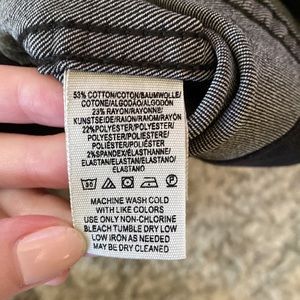 53% COTTON/COTON/BAUMWOLLE/
COTONE/ALGODÃO/ALGODÓN
23% RAYON/RAYONNE/
KUNSTSEIDE/RAION/RAIOM/RAYÓN
22%POLYESTER/POLYESTER/
POLYESTER/POLIESTERE/
POLIÉSTER/POLIÉSTER
2%SPANDEX/ÉLASTHANNE/
ELASTAN/ELASTAN/ELASTANO/
ELASTANO
MACHINE WASH COLD
WITH LIKE COLORS
USE ONLY NON-CHLORINE
BLEACH TUMBLE DRY LOW
LOW IRON AS NEEDED
MAY BE DRY CLEANED